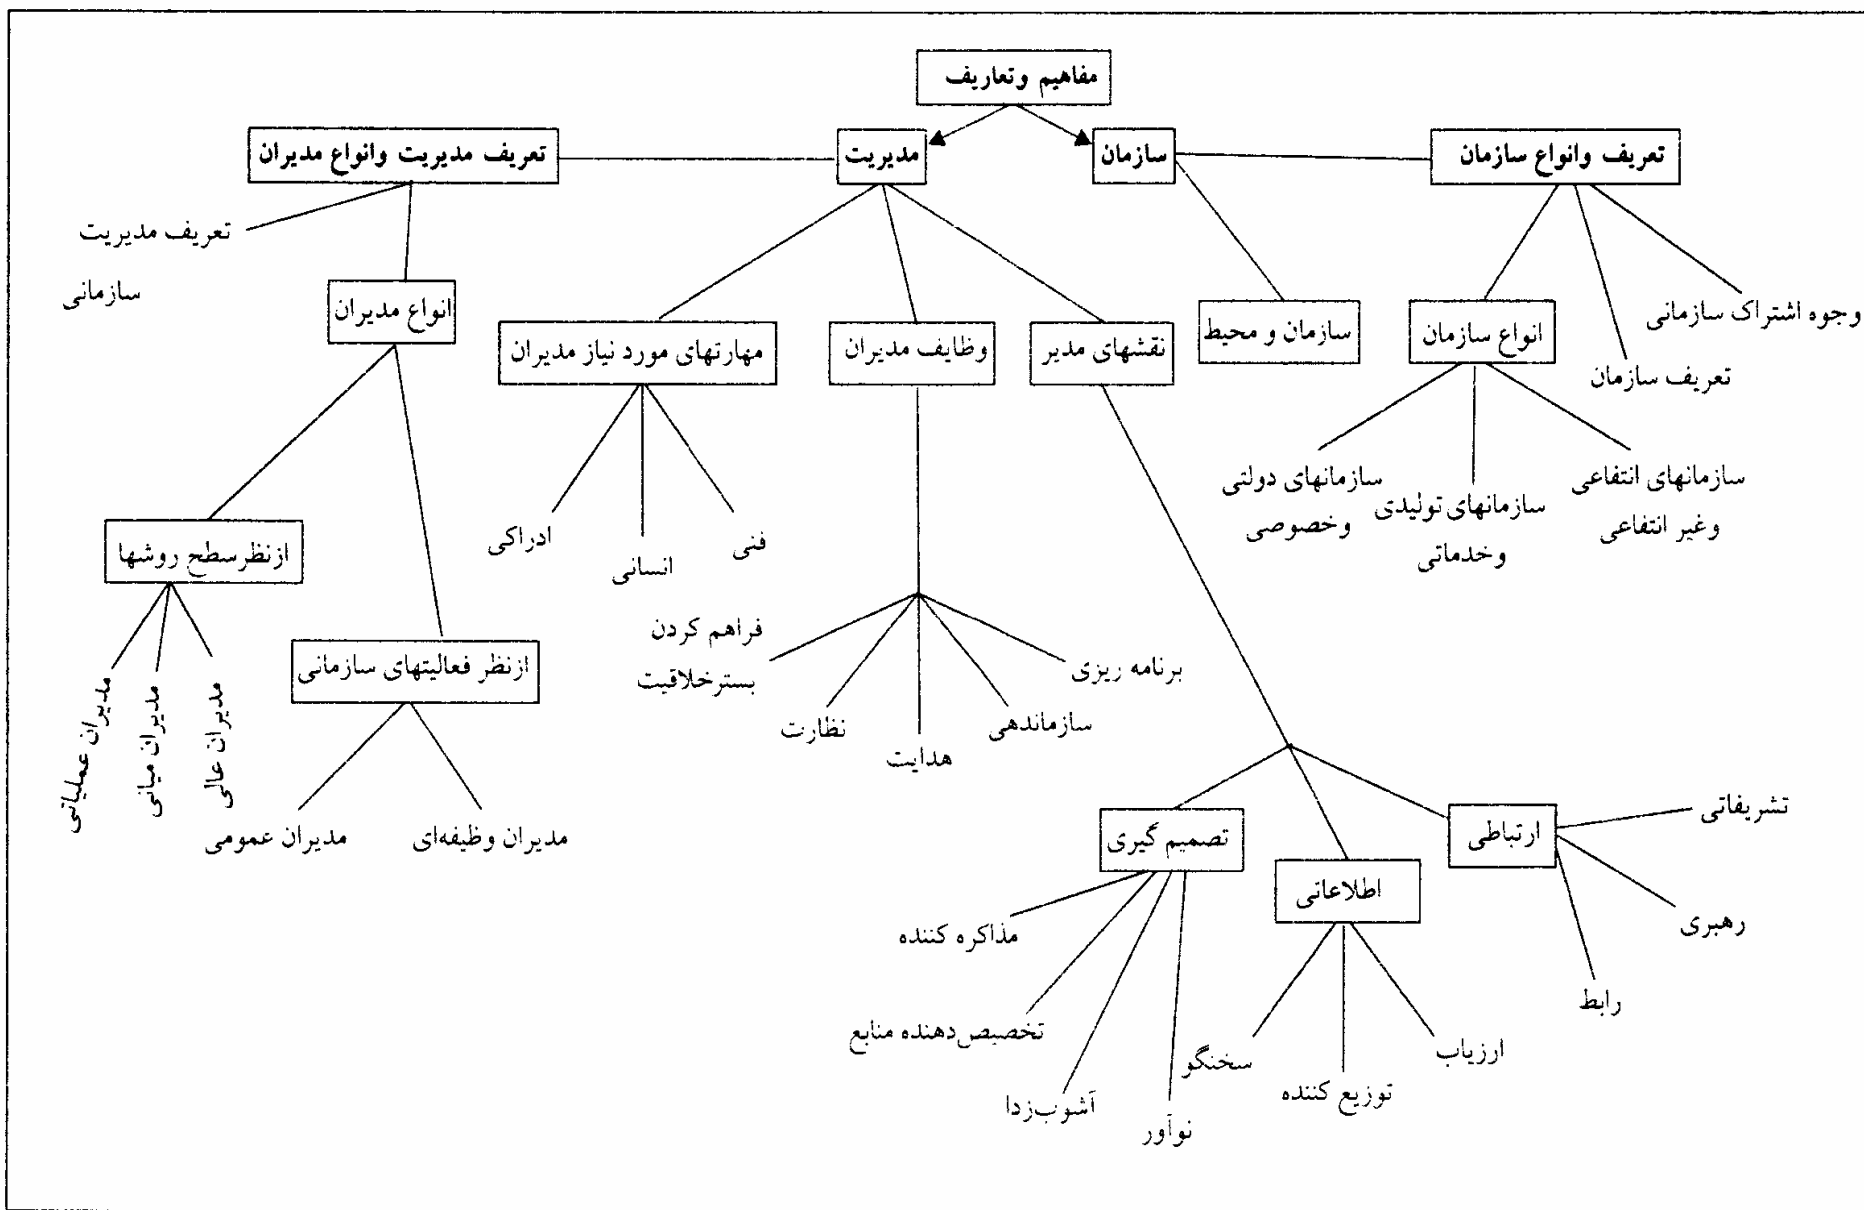 مفاهیم وتعاریف
تعریف وانواع سازمان
سازمان
مدیریت
تعریف مدیریت وانواع مدیران
تعریف مدیریت
سازمانی
وجوه اشتراک سازمانی
تعریف سازمان
انواع سازمان
سازمان و محیط
نقشهای مدیر
وظایف مدیران
مهارتهای مورد نیاز مدیران
انواع مدیران
سازمانهای انتفاعی
وغیر انتفاعی
سازمانهای تولیدی
وخدماتی
سازمانهای دولتی
وخصوصی
فنی
انسانی
ادراکی
ازنظرسطح روشها
ازنظر فعالیتهای سازمانی
مدیران عالی
مدیران میانی
مدیران عملیاتی
مدیران وظیفه‌ای
مدیران عمومی
برنامه ریزی
سازماندهی
هدایت
نظارت
فراهم کردن
بسترخلاقیت
ارتباطی
اطلاعاتی
تصمیم گیری
تشریفاتی
رهبری
رابط
ارزیاب
توزیع کننده
سخنگو
مذاکره کننده
تخصیص‌دهنده منابع
آشوب‌زدا
نوآور